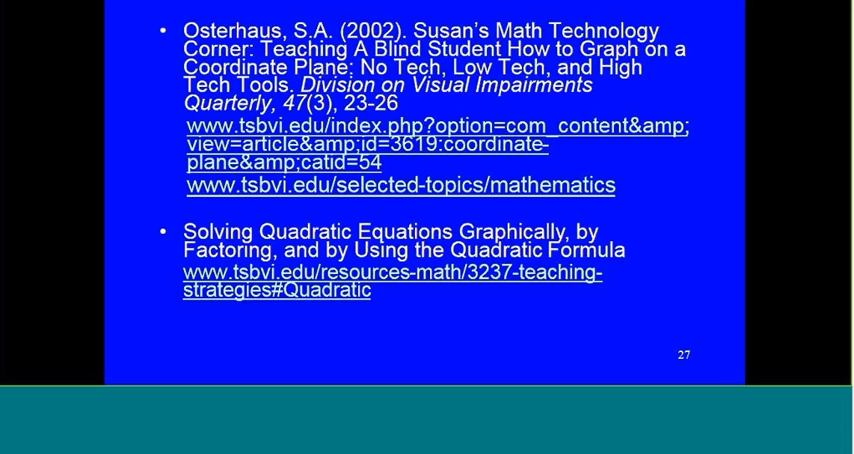 • Osterhaus, S.A. (2002). Susan's Math Technology
Corner: Teaching A Blind Student How to Graph on a
Coordinate Plane: No Tech, Low Tech, and High
Tech Tools. Division on Visual Impairments
Quarterly, 47(3), 23-26
www.tsbvi.edu/index.php?option=com_content&amp;
view=article&amp;id=3619:coordinate-
plane&amp;catid=54
www.tsbvi.edu/selected-topics/mathematics
• Solving Quadratic Equations Graphically, by
Factoring, and by Using the Quadratic Formula
www.tsbvi.edu/resources-math/3237-teaching-
strategies#Quadratic
27